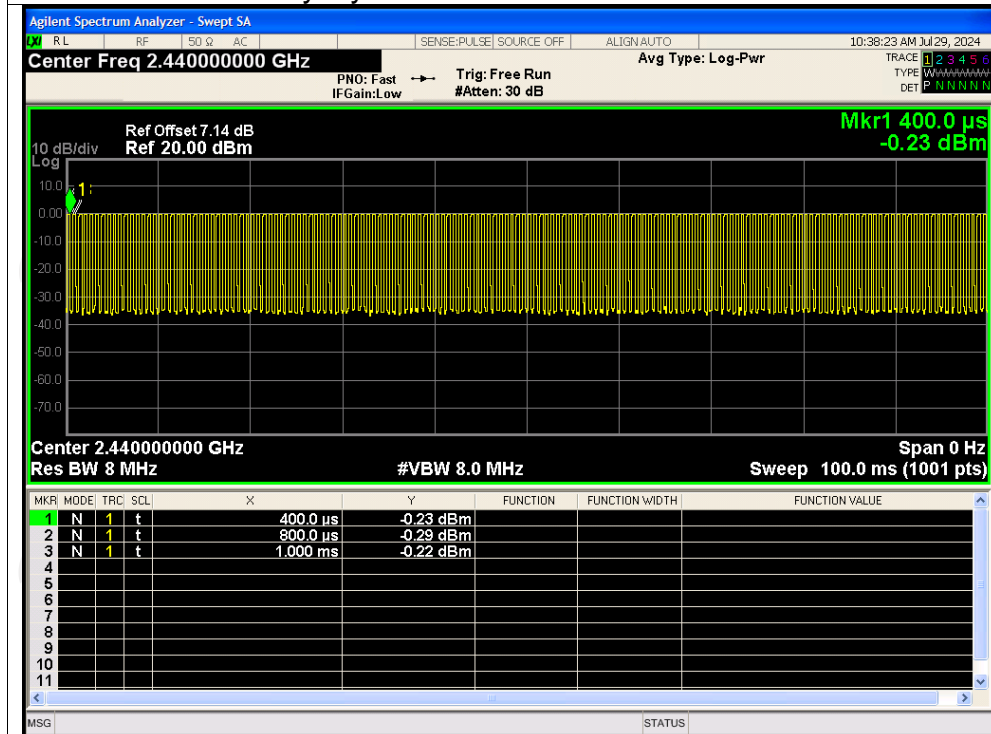 Agilent Spectrum Analyzer - Swept SA
LXI RL RF 50 Ω AC SENSE:PULSE SOURCE OFF ALIGN AUTO 10:38:23 AM Jul 29, 2024
Center Freq 2.440000000 GHz
PNO: Fast
IFGain:Low
Trig: Free Run
#Atten: 30 dB
Avg Type: Log-Pwr
TRACE 1 2 3 4 5 6
TYPE
DET P N N N N N
Ref Offset 7.14 dB
10 dB/div Ref 20.00 dBm
Log
Mkr1 400.0 µs
-0.23 dBm
10.0
1
0.00
-10.0
-20.0
-30.0
-40.0
-50.0
-60.0
-70.0
Center 2.440000000 GHz Span 0 Hz
Res BW 8 MHz #VBW 8.0 MHz Sweep 100.0 ms (1001 pts)
MKR MODE TRC SCL X Y FUNCTION FUNCTION WIDTH FUNCTION VALUE
1 N 1 t 400.0 µs -0.23 dBm
2 N 1 t 800.0 µs -0.29 dBm
3 N 1 t 1.000 ms -0.22 dBm
4
5
6
7
8
9
10
11
MSG STATUS